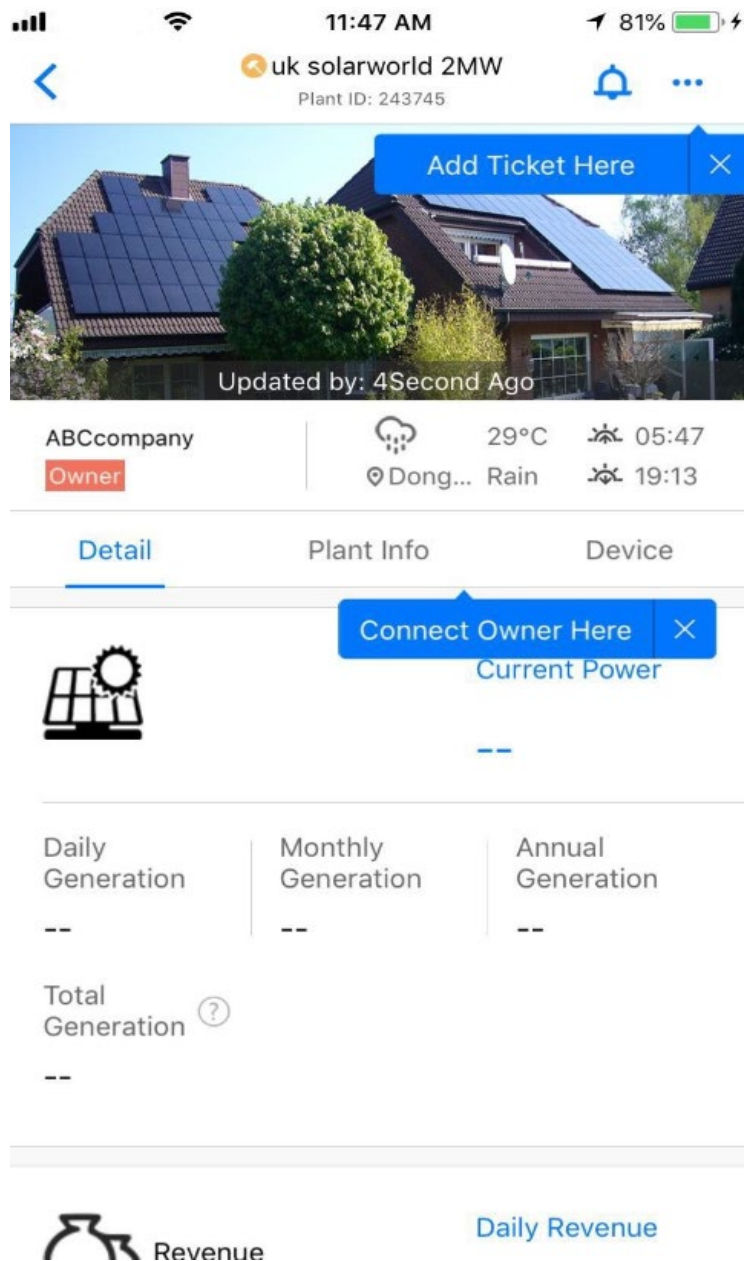 11:47 AM
81%
uk solarworld 2MW
Plant ID: 243745
Add Ticket Here
Updated by: 4Second Ago
ABCcompany
29°C
05:47
Owner
Dong...
Rain
19:13
Detail
Plant Info
Device
Connect Owner Here
Current Power
--
Daily
Generation
--
Monthly
Generation
--
Annual
Generation
--
Total
Generation
?
--
Revenue
Daily Revenue